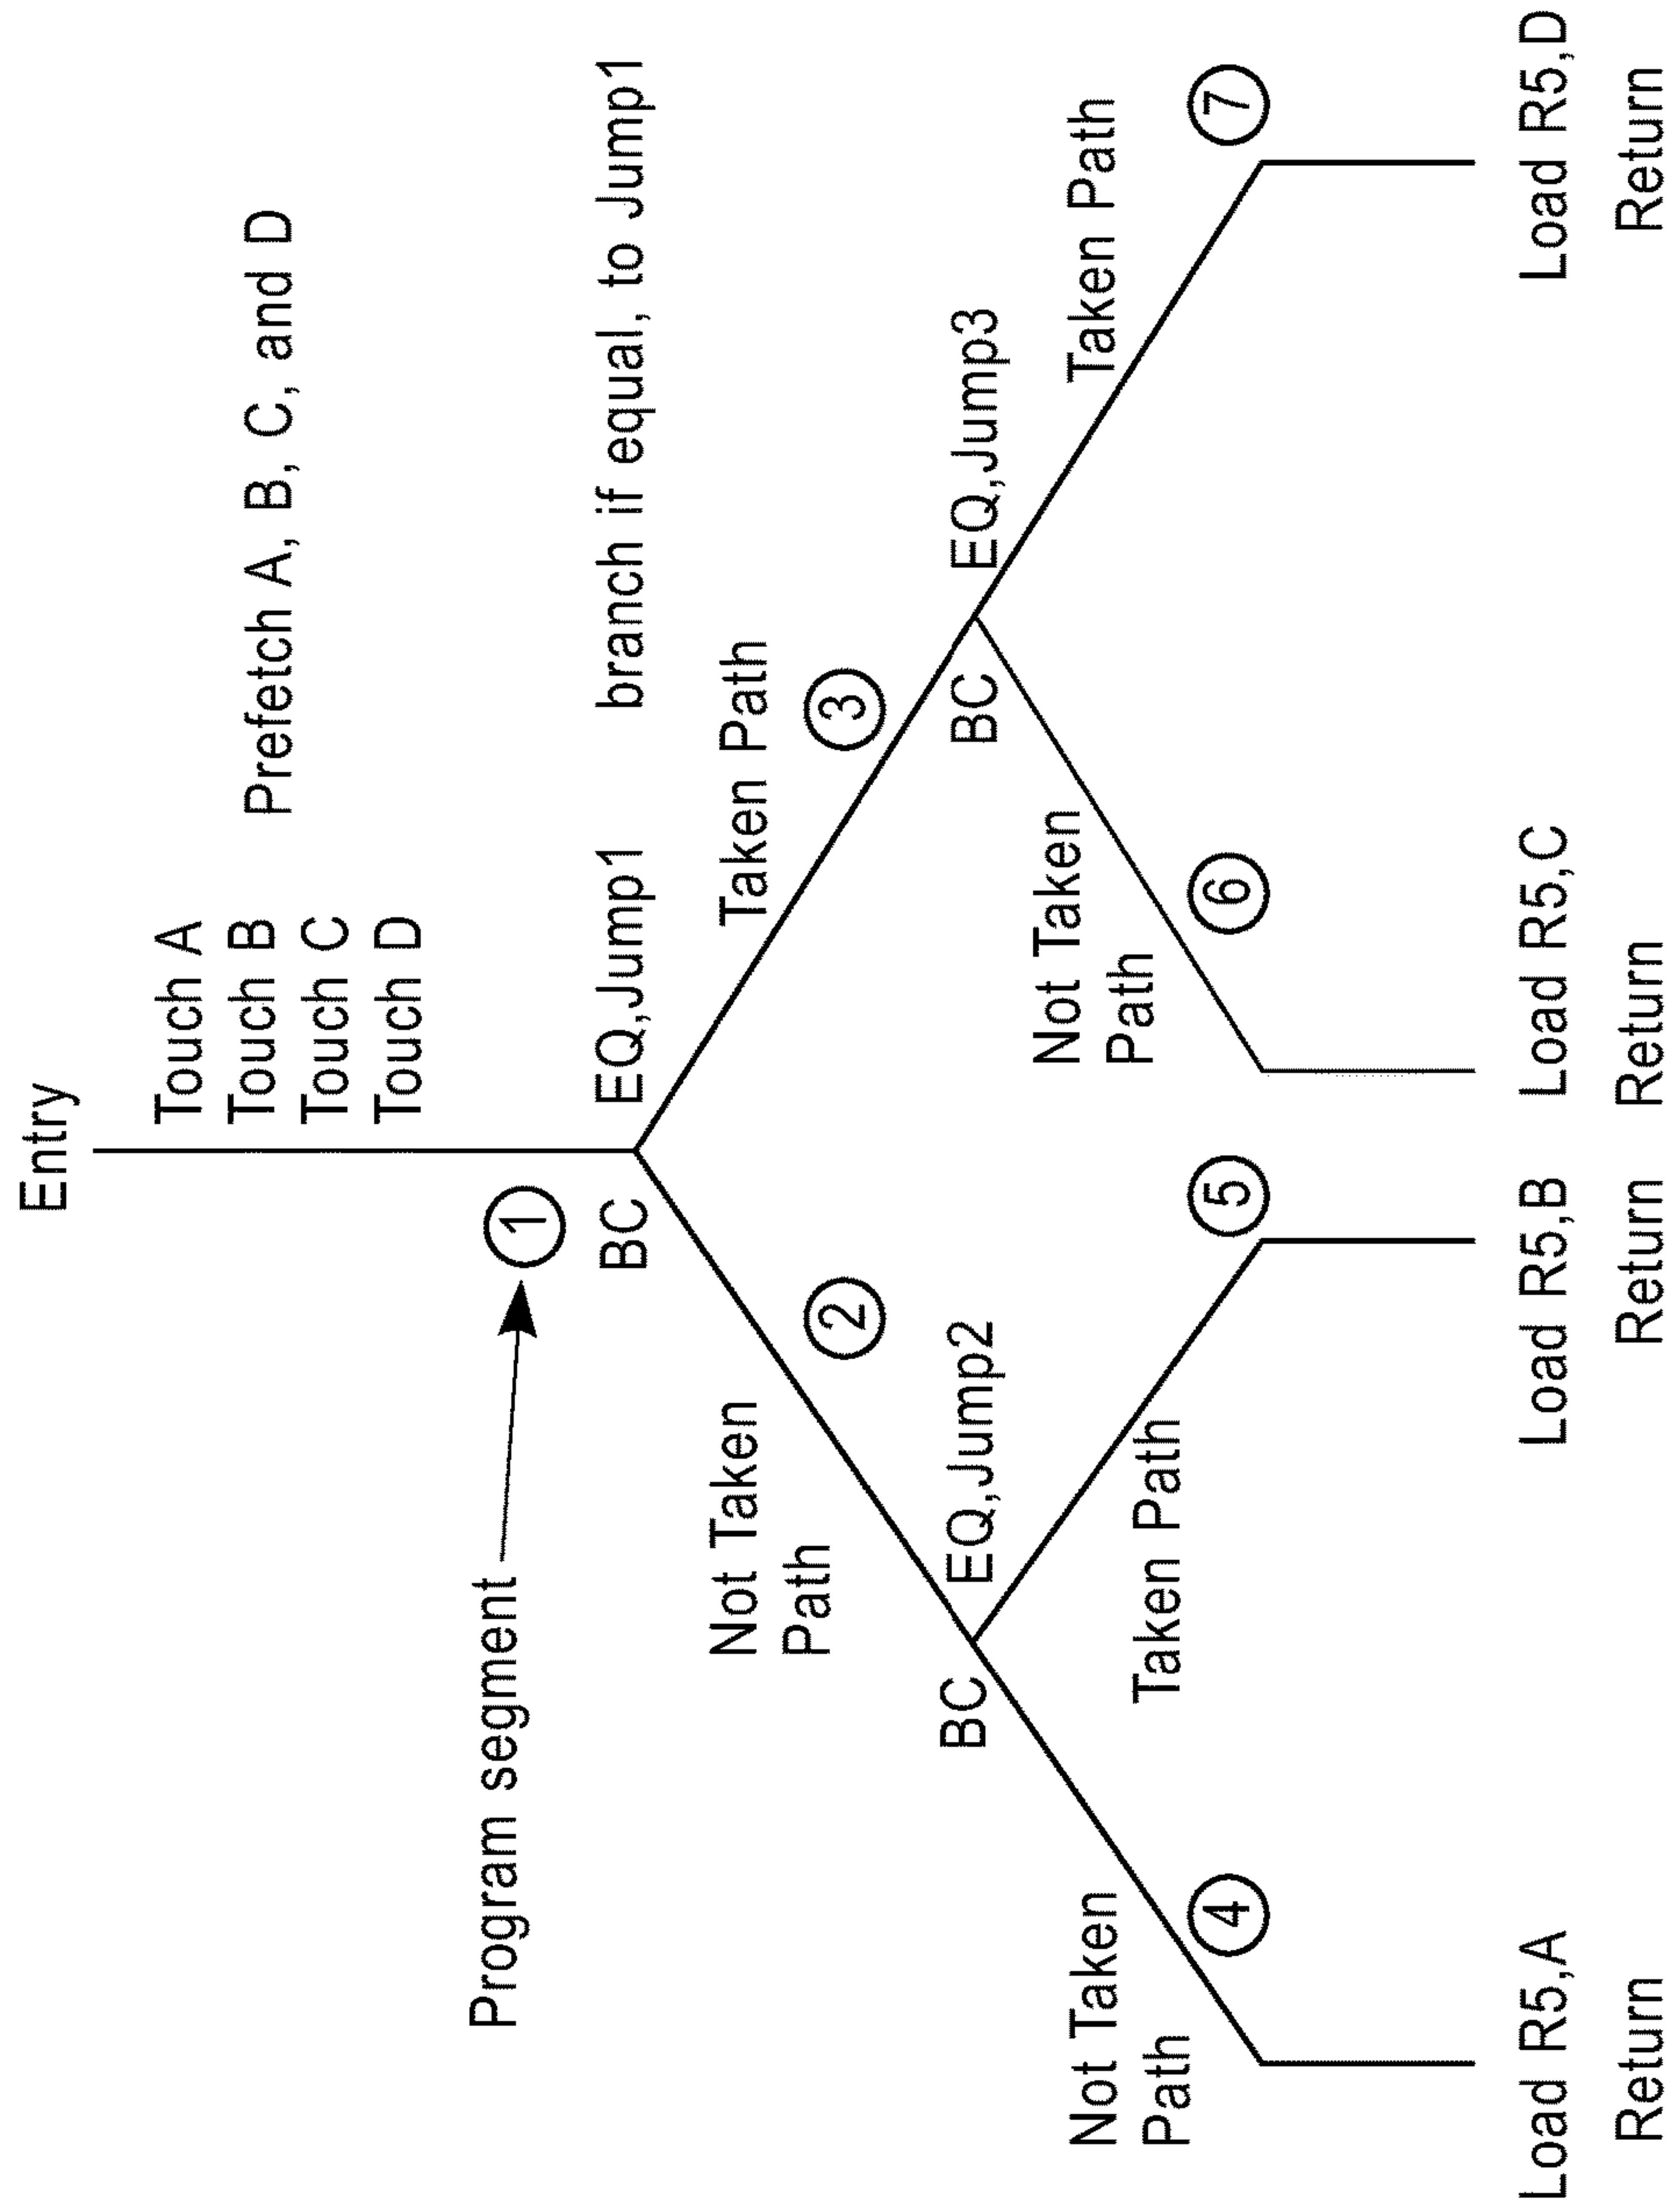 Entry
Touch A
Touch B
Prefetch A, B, C, and D
Touch C
Touch D
Program segment
1
BC
EQ,Jump1
branch if equal, to Jump1
Not Taken
Path
Taken Path
2
3
BC
EQ,Jump2
BC
EQ,Jump3
Not Taken
Path
Taken Path
Not Taken
Path
Taken Path
4
5
6
7
Load R5,A
Load R5,B
Load R5,C
Load R5,D
Return
Return
Return
Return